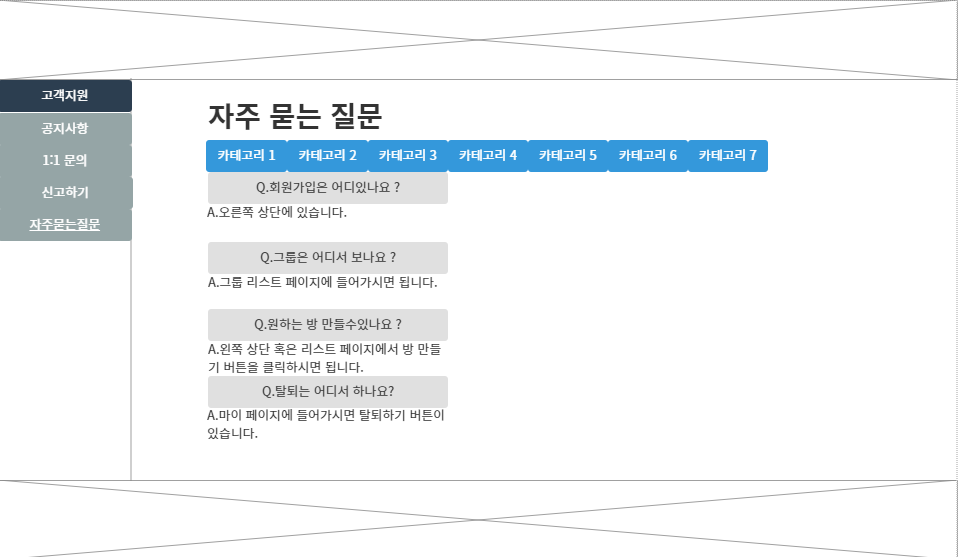 고객지원
공지사항
1:1 문의
신고하기
자주묻는질문
자주 묻는 질문
카테고리 1
카테고리 2
카테고리 3
카테고리 4
카테고리 5
카테고리 6
카테고리 7
Q.회원가입은 어디있나요 ?
A.오른쪽 상단에 있습니다.
Q.그룹은 어디서 보나요 ?
A.그룹 리스트 페이지에 들어가시면 됩니다.
Q.원하는 방 만들수있나요 ?
A.왼쪽 상단 혹은 리스트 페이지에서 방 만들
기 버튼을 클릭하시면 됩니다.
Q.탈퇴는 어디서 하나요?
A.마이 페이지에 들어가시면 탈퇴하기 버튼이
있습니다.